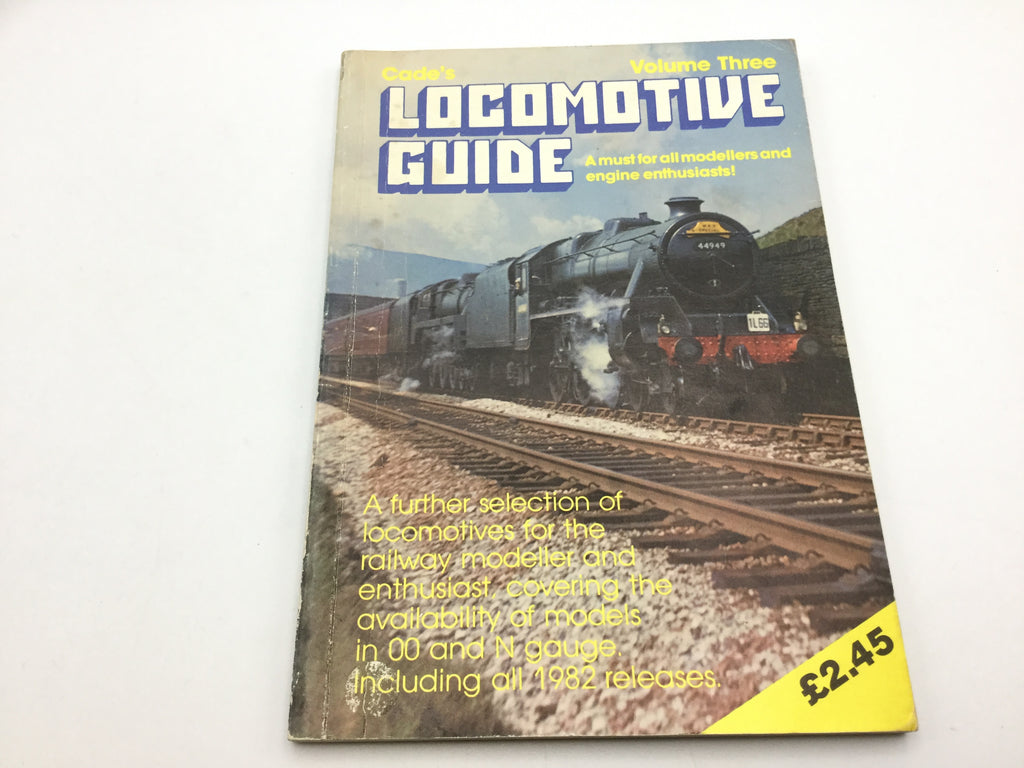 Cade's Volume Three
LOCOMOTIVE
GUIDE
A must for all modellers and
engine enthusiasts!
44949
1L66
A further selection of
locomotives for the
railway modeller and
enthusiast, covering the
availability of models
in 00 and N gauge.
Including all 1982 releases.
£2.45